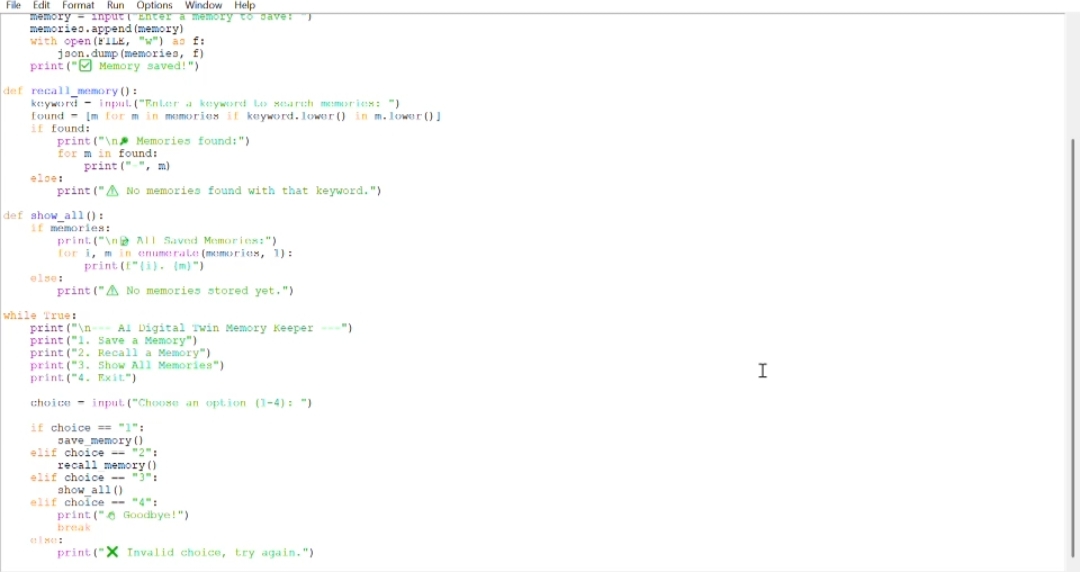 File Edit Format Run Options Window Help
    memory = input("Enter a memory to save: ")
    memories.append(memory)
    with open(FILE, "w") as f:
        json.dump(memories, f)
    print("✅ Memory saved!")

def recall_memory():
    keyword = input("Enter a keyword to search memories: ")
    found = [m for m in memories if keyword.lower() in m.lower()]
    if found:
        print("\n🔎 Memories found:")
        for m in found:
            print("-", m)
    else:
        print("⚠ No memories found with that keyword.")

def show_all():
    if memories:
        print("\n📝 All Saved Memories:")
        for i, m in enumerate(memories, 1):
            print(f"{i}. {m}")
    else:
        print("⚠ No memories stored yet.")

while True:
    print("\n--- AI Digital Twin Memory Keeper ---")
    print("1. Save a Memory")
    print("2. Recall a Memory")
    print("3. Show All Memories")
    print("4. Exit")

    choice = input("Choose an option (1-4): ")

    if choice == "1":
        save_memory()
    elif choice == "2":
        recall_memory()
    elif choice == "3":
        show_all()
    elif choice == "4":
        print("👋 Goodbye!")
        break
    else:
        print("❌ Invalid choice, try again.")